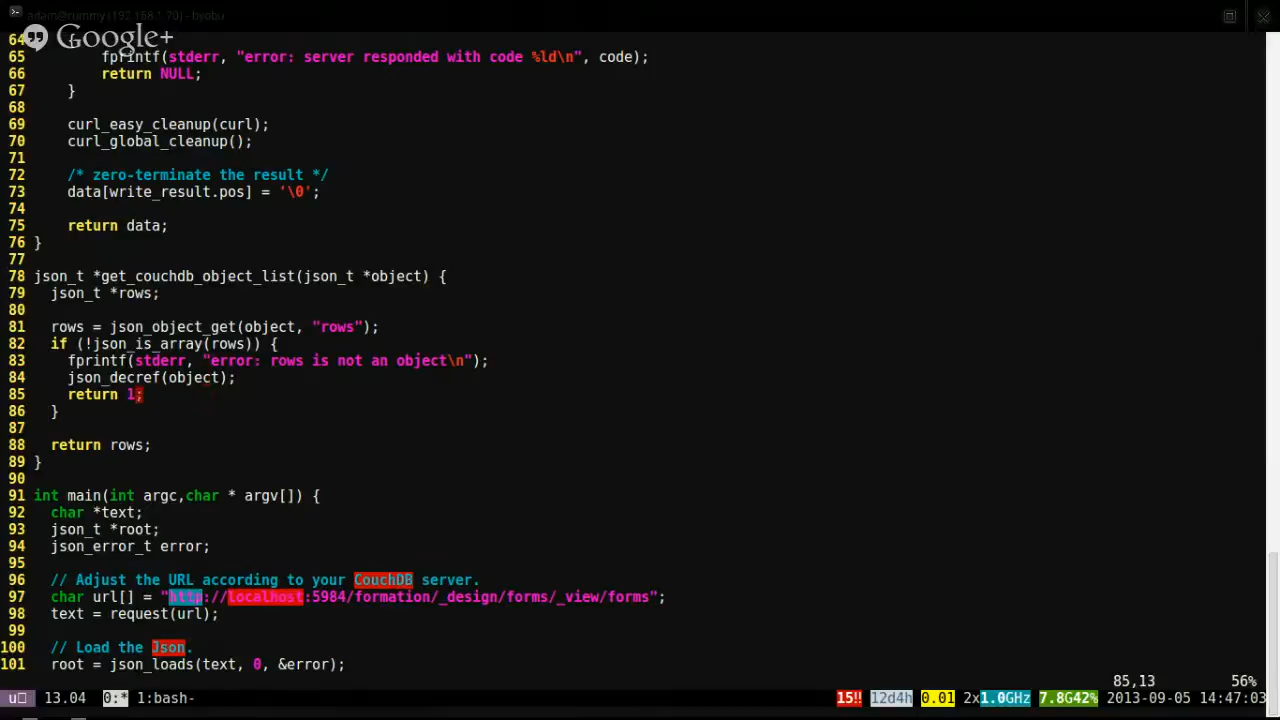 adam@cummy (192.168.1.70) - byobu
Google+
64 {
65 fprintf(stderr, "error: server responded with code %ld\n", code);
66 return NULL;
67 }
68
69 curl_easy_cleanup(curl);
70 curl_global_cleanup();
71
72 /* zero-terminate the result */
73 data[write_result.pos] = '\0';
74
75 return data;
76 }
77
78 json_t *get_couchdb_object_list(json_t *object) {
79 json_t *rows;
80
81 rows = json_object_get(object, "rows");
82 if (!json_is_array(rows)) {
83 fprintf(stderr, "error: rows is not an object\n");
84 json_decref(object);
85 return 1;
86 }
87
88 return rows;
89 }
90
91 int main(int argc,char * argv[]) {
92 char *text;
93 json_t *root;
94 json_error_t error;
95
96 // Adjust the URL according to your CouchDB server.
97 char url[] = "http://localhost:5984/formation/_design/forms/_view/forms";
98 text = request(url);
99
100 // Load the Json.
101 root = json_loads(text, 0, &error);
85,13 56%
u 13.04 0:* 1:bash- 15!! 12d4h 0.01 2x1.0GHz 7.8G42% 2013-09-05 14:47:03